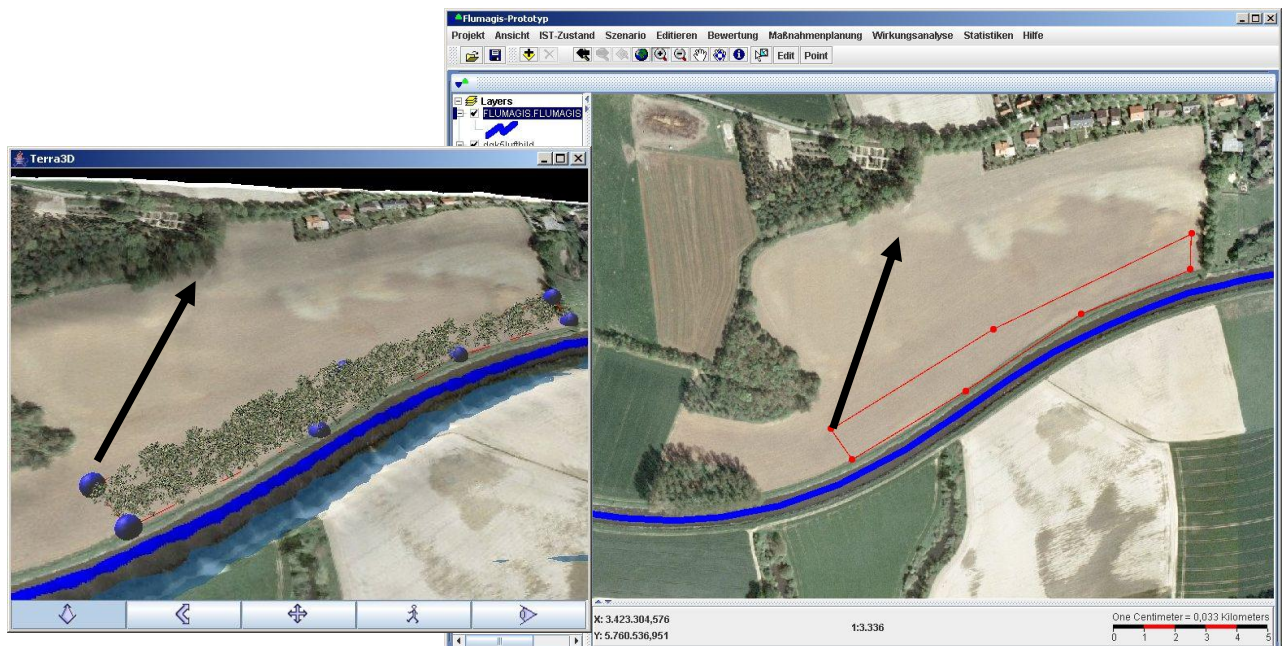 Flumagis-Prototyp
Projekt Ansicht IST-Zustand Szenario Editieren Bewertung Maßnahmenplanung Wirkungsanalyse Statistiken Hilfe
Edit Point
Layers
FLUMAGIS.FLUMAGIS
dgk5luftbild
Terra3D
X: 3.423.304,576
Y: 5.760.536,951
1:3.336
One Centimeter = 0,033 Kilometers
0 1 2 3 4 5